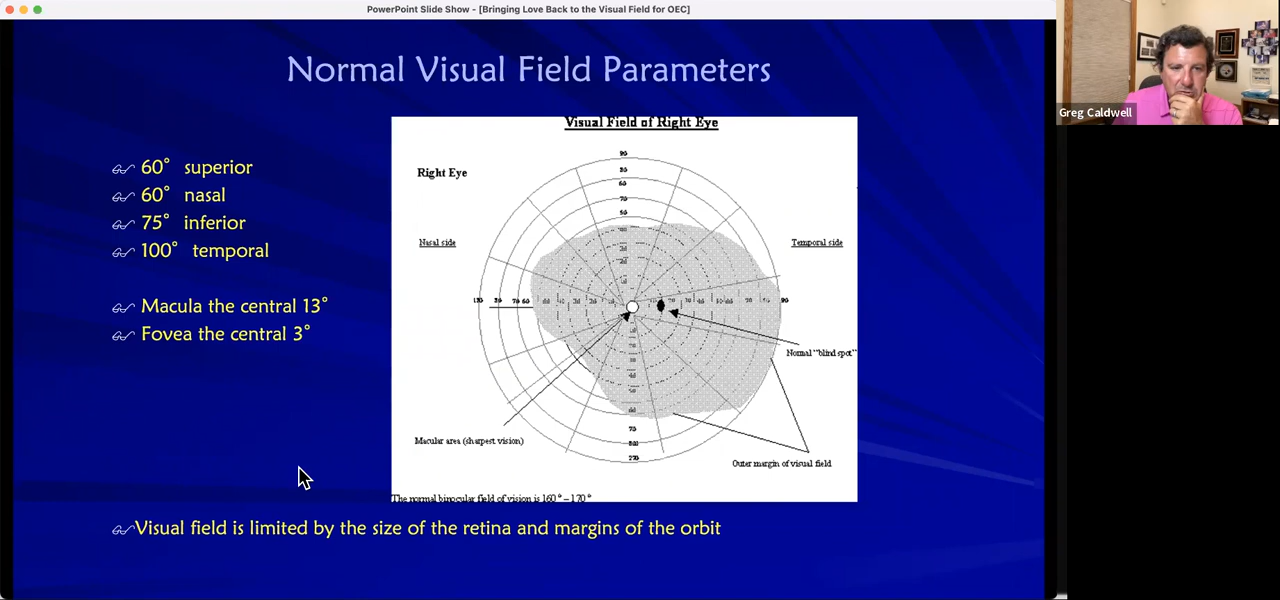 PowerPoint Slide Show - [Bringing Love Back to the Visual Field for OEC]
Normal Visual Field Parameters
60° superior
60° nasal
75° inferior
100° temporal
Macula the central 13°
Fovea the central 3°
Visual Field of Right Eye
Right Eye
Nasal side
Temporal side
Normal "blind spot"
Macular area (sharpest vision)
Outer margin of visual field
The normal binocular field of vision is 160° – 170°
Visual field is limited by the size of the retina and margins of the orbit
Greg Caldwell